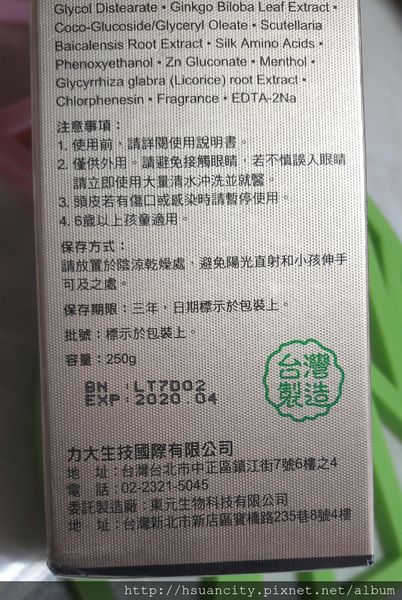 Glycol Distearate · Ginkgo Biloba Leaf Extract ·
Coco-Glucoside/Glyceryl Oleate · Scutellaria
Baicalensis Root Extract · Silk Amino Acids ·
Phenoxyethanol · Zn Gluconate · Menthol ·
Glycyrrhiza glabra (Licorice) root Extract ·
Chlorphenesin · Fragrance · EDTA-2Na
注意事項：
1. 使用前，請詳閱使用說明書。
2. 僅供外用。請避免接觸眼睛，若不慎誤入眼睛
請立即使用大量清水沖洗並就醫。
3. 頭皮若有傷口或感染時請暫停使用。
4. 6歲以上孩童適用。
保存方式：
請放置於陰涼乾燥處，避免陽光直射和小孩伸手
可及之處。
保存期限：三年，日期標示於包裝上。
批號：標示於包裝上。
容量：250g
BN :LT7D02
EXP:2020.04
台灣
製造
力大生技國際有限公司
地　址：台灣台北市中正區鎮江街7號6樓之4
電　話：02-2321-5045
委託製造廠：東元生物科技有限公司
地　址：台灣新北市新店區寶橋路235巷8號4樓
http://hsuancity.pixnet.net/album